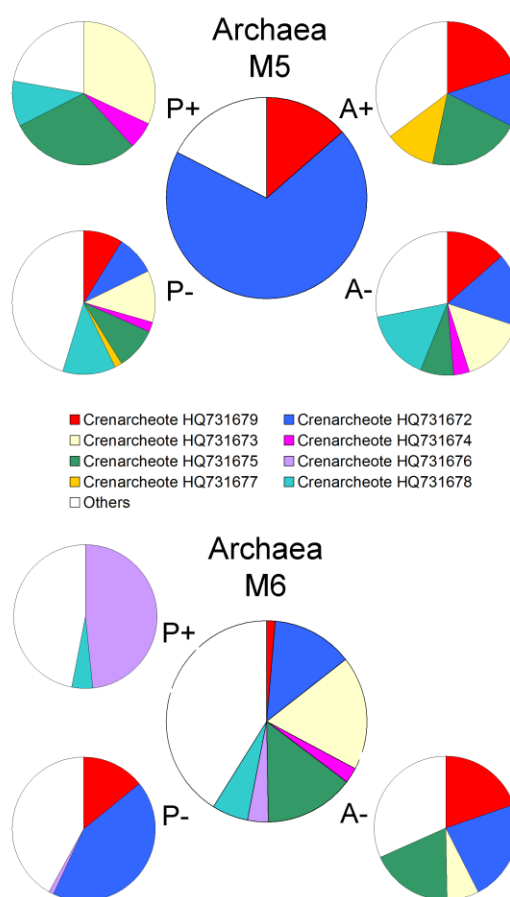 Archaea
M5
P+
A+
P-
A-
Crenarcheote HQ731679
Crenarcheote HQ731672
Crenarcheote HQ731673
Crenarcheote HQ731674
Crenarcheote HQ731675
Crenarcheote HQ731676
Crenarcheote HQ731677
Crenarcheote HQ731678
Others
Archaea
M6
P+
P-
A-